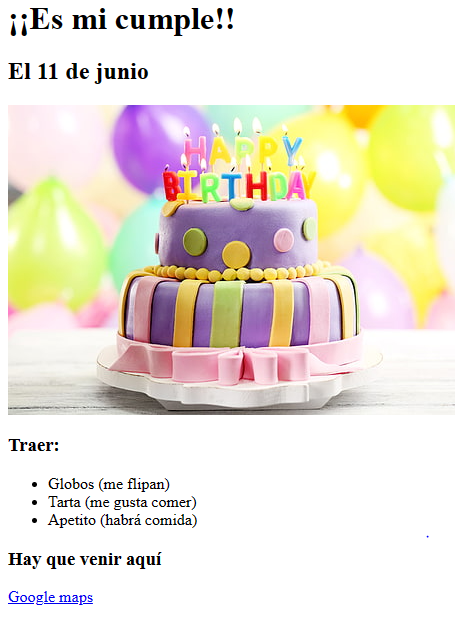 ¡¡Es mi cumple!!
El 11 de junio
HAPPY
BIRTHDAY
Traer:
Globos (me flipan)
Tarta (me gusta comer)
Apetito (habrá comida)
Hay que venir aquí
Google maps